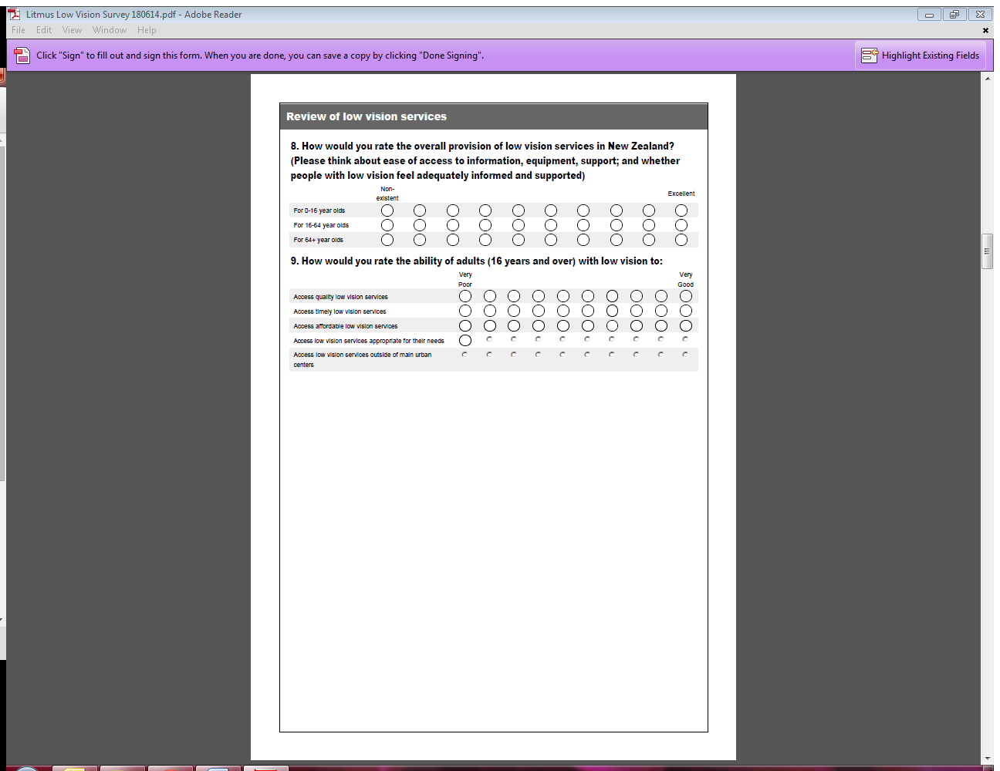 Litmus Low Vision Survey 180614.pdf - Adobe Reader
File Edit View Window Help
Click "Sign" to fill out and sign this form. When you are done, you can save a copy by clicking "Done Signing".
Highlight Existing Fields
Review of low vision services
8. How would you rate the overall provision of low vision services in New Zealand?
(Please think about ease of access to information, equipment, support; and whether
people with low vision feel adequately informed and supported)
Non-
existent
Excellent
For 0-16 year olds
For 16-64 year olds
For 64+ year olds
9. How would you rate the ability of adults (16 years and over) with low vision to:
Very
Poor
Very
Good
Access quality low vision services
Access timely low vision services
Access affordable low vision services
Access low vision services appropriate for their needs
Access low vision services outside of main urban
centers